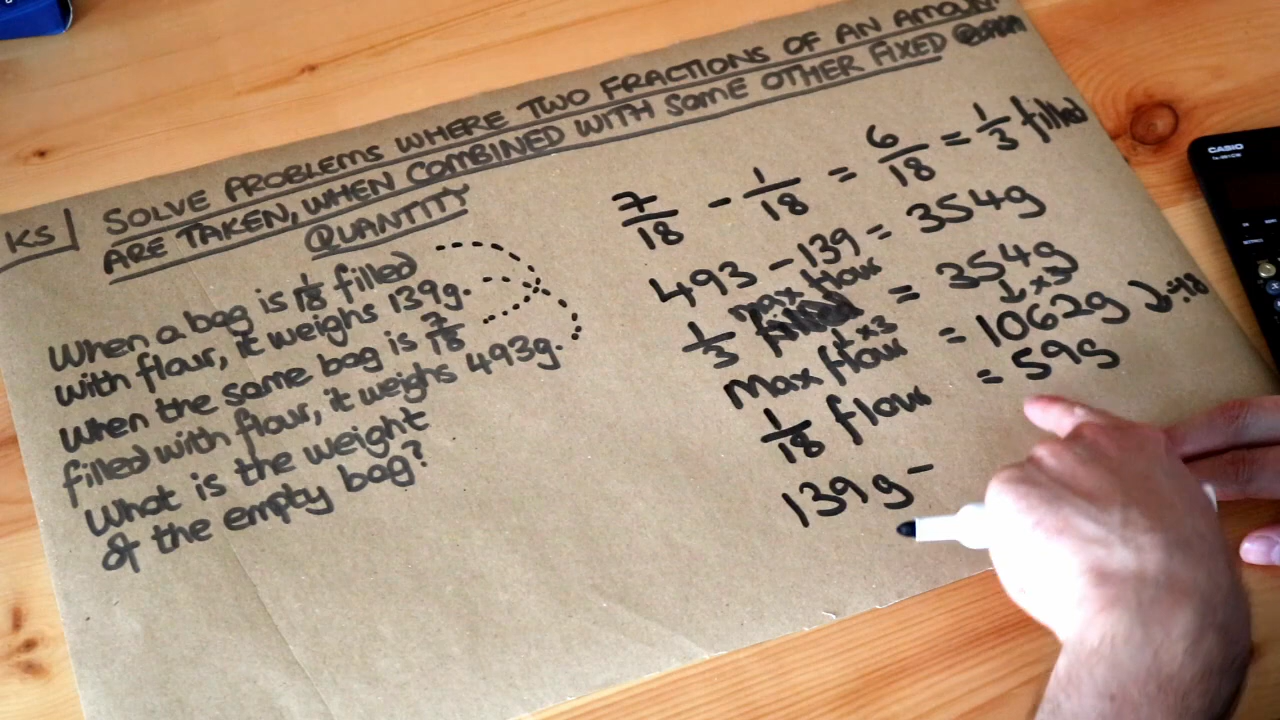 KS
SOLVE PROBLEMS WHERE TWO FRACTIONS OF AN AMOUNT
ARE TAKEN, WHEN COMBINED WITH SOME OTHER FIXED
QUANTITY
When a bag is 1/18 filled
with flour, it weighs 139g.
When the same bag is 7/18
filled with flour, it weighs 493g.
What is the weight
of the empty bag?
7/18 - 1/18 = 6/18 = 1/3 filled
493 - 139 = 354g
1/3 max flour = 354g
↓ ×3
Max flour = 1062g ÷18
1/18 flour = 59g
139g -
CASIO